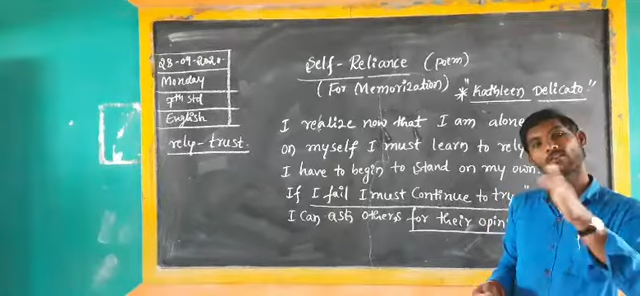 28-09-2020
Monday
7th Std
English
rely - trust
Self-Reliance (poem)
(For Memorization)
* "Kathleen Delicato"
I realize now that I am alone
on myself I must learn to rely
I have to begin to stand on my own
If I fail I must continue to try
I can ask others for their